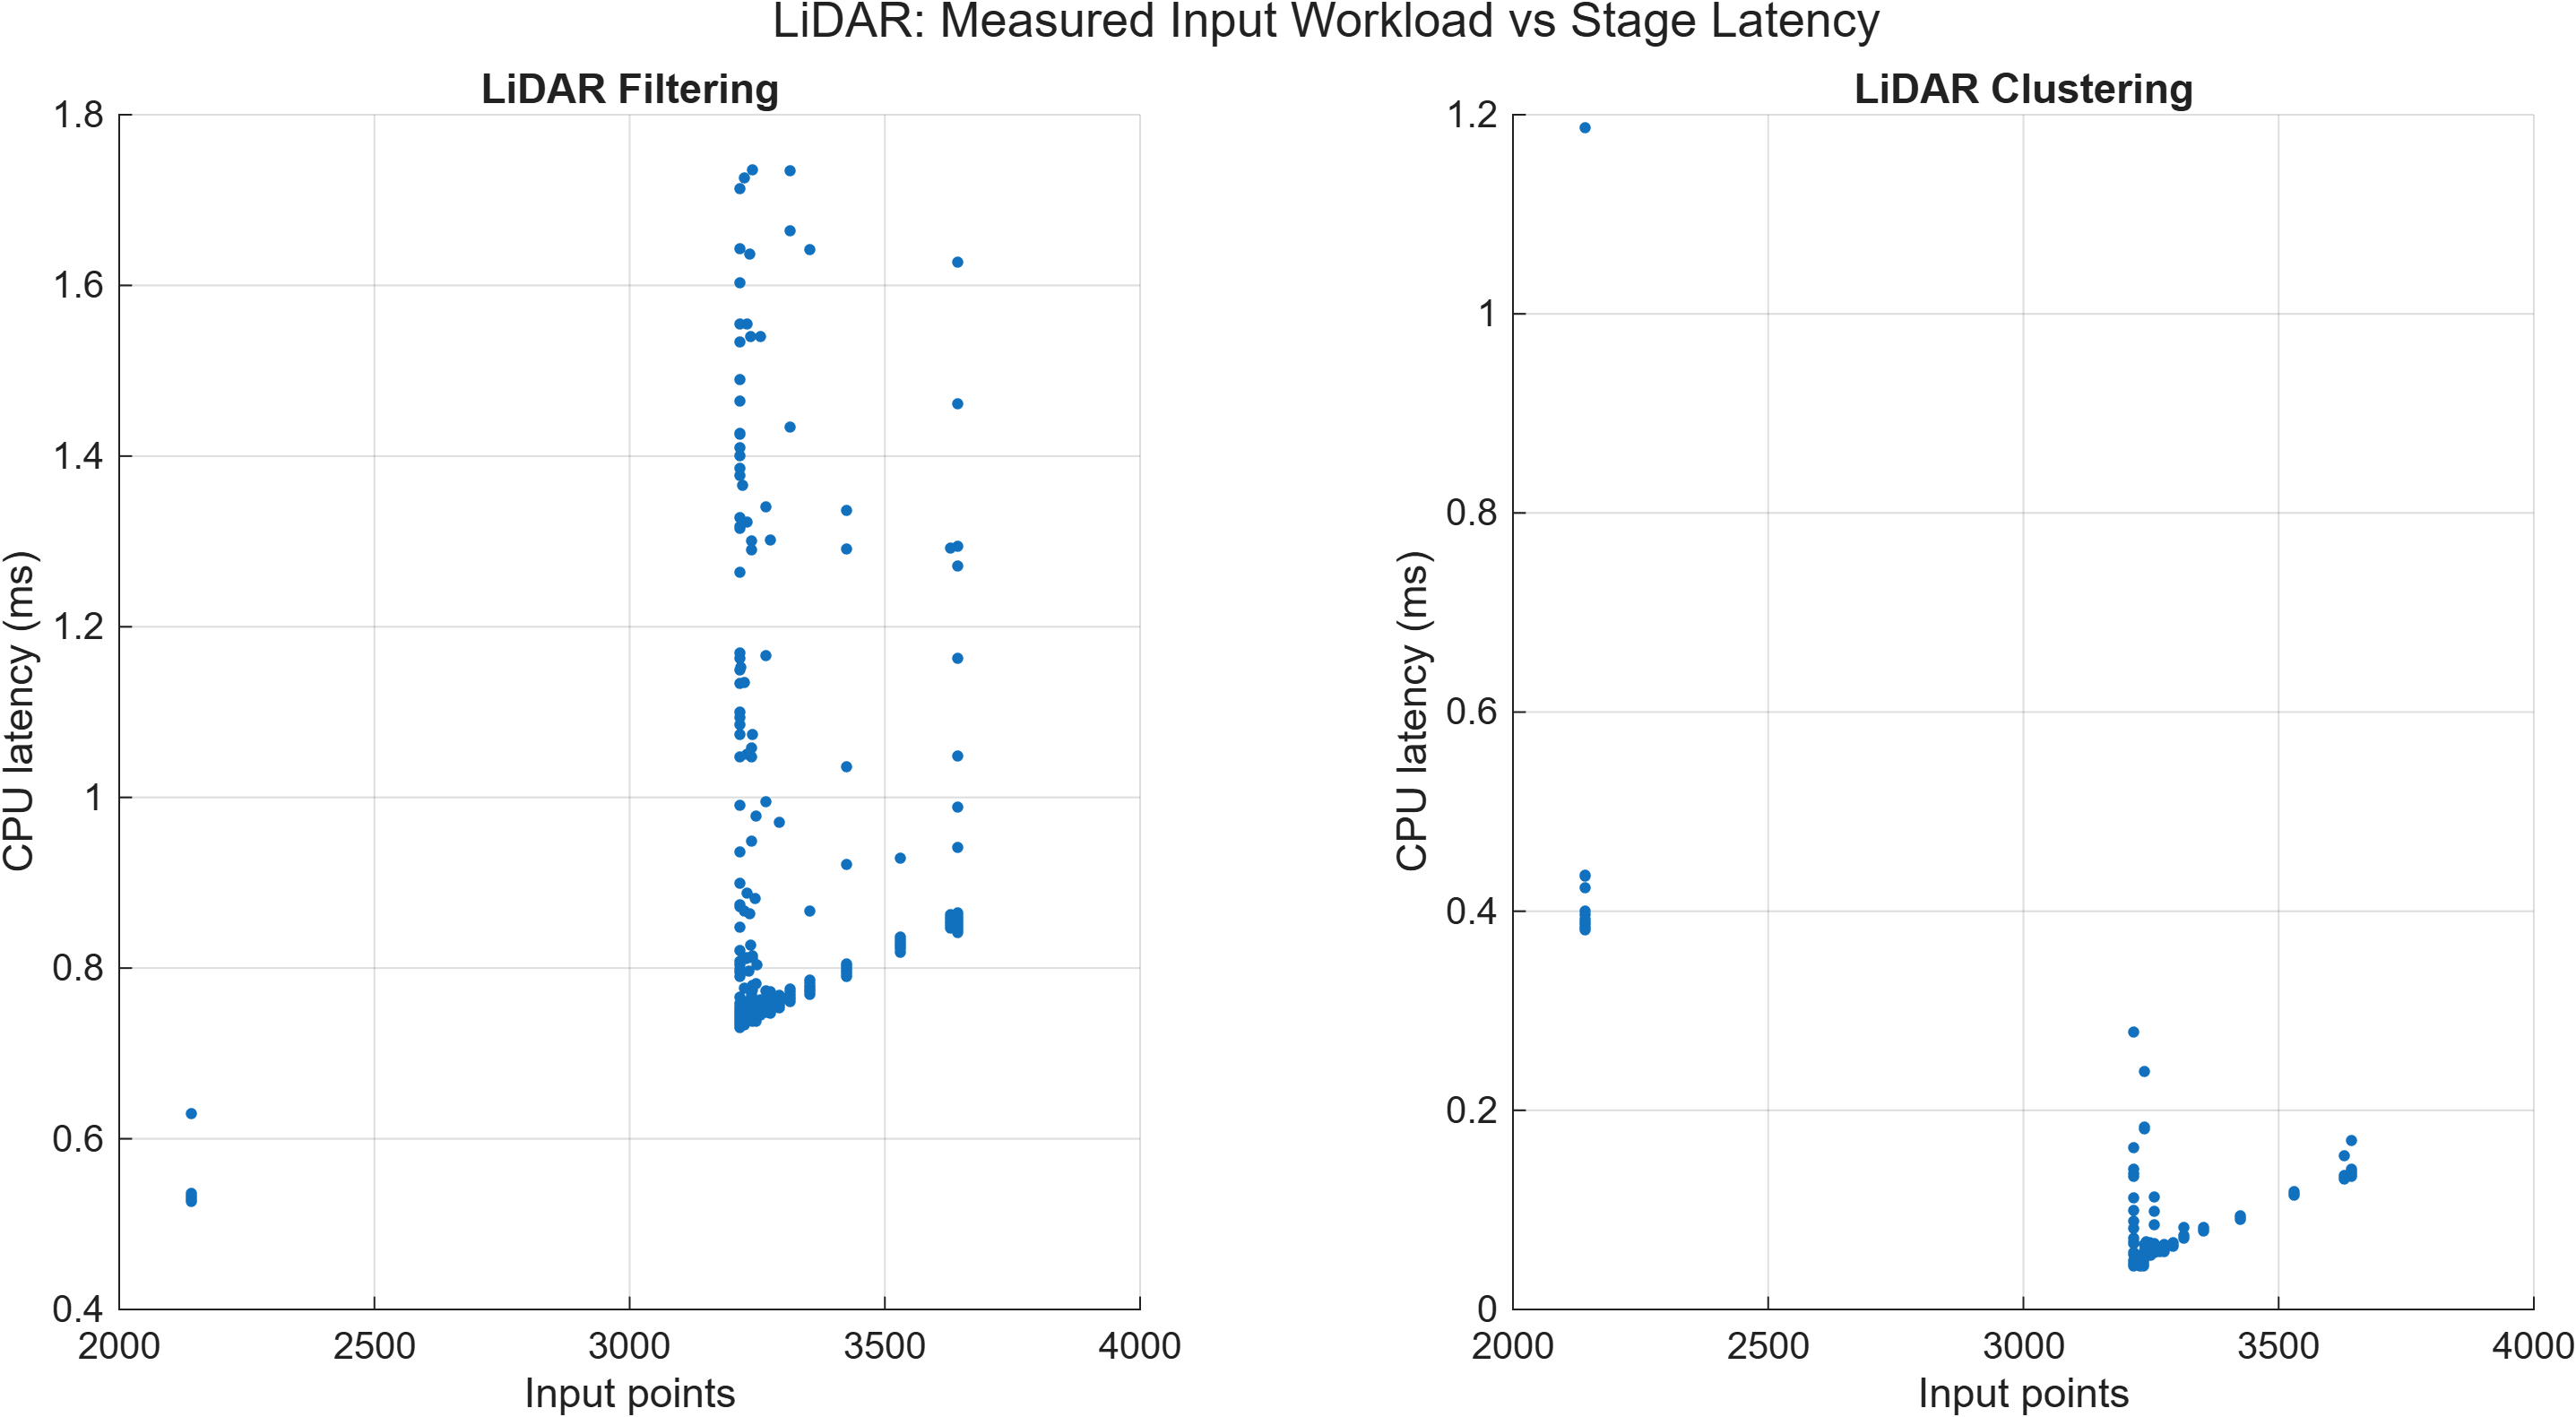 LiDAR: Measured Input Workload vs Stage Latency
LiDAR Filtering
1.8
1.6
1.4
1.2
1
0.8
0.6
0.4
CPU latency (ms)
2000 2500 3000 3500 4000
Input points
LiDAR Clustering
1.2
1
0.8
0.6
0.4
0.2
0
CPU latency (ms)
2000 2500 3000 3500 4000
Input points